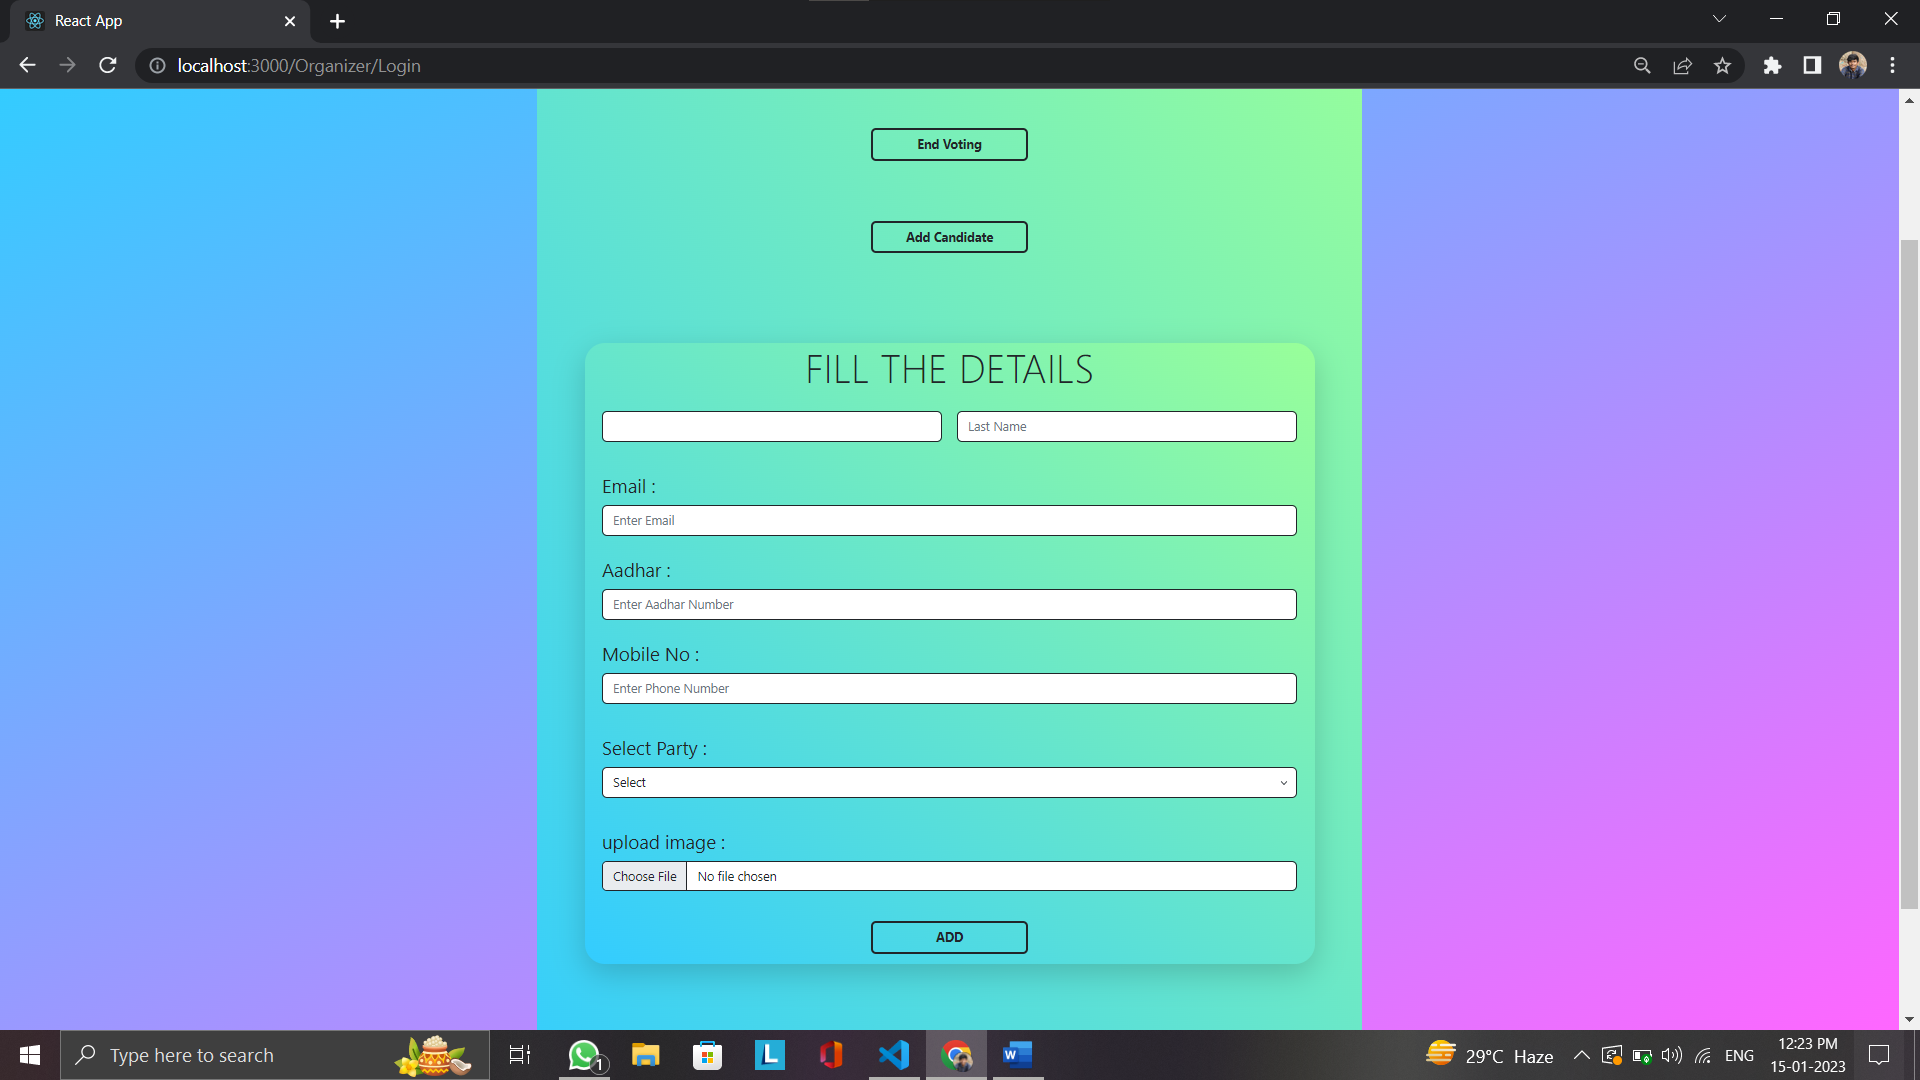 React App
localhost:3000/Organizer/Login
End Voting
Add Candidate
FILL THE DETAILS
Last Name
Email :
Enter Email
Aadhar :
Enter Aadhar Number
Mobile No :
Enter Phone Number
Select Party :
Select
upload image :
Choose File No file chosen
ADD
Type here to search
1
L
W
29°C Haze
ENG
12:23 PM
15-01-2023